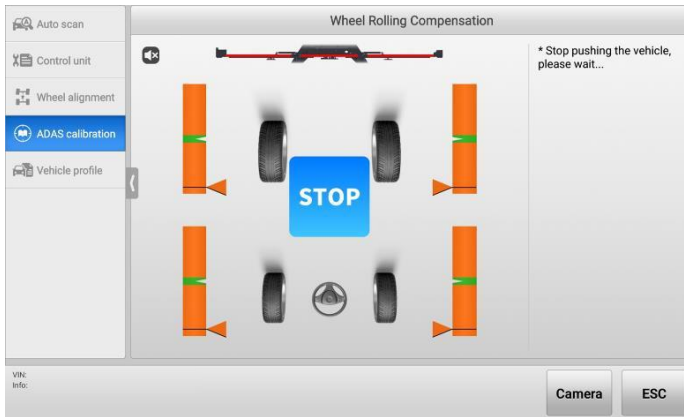 Auto scan
Control unit
Wheel alignment
ADAS calibration
Vehicle profile
Wheel Rolling Compensation
* Stop pushing the vehicle,
please wait...
STOP
VIN:
Info:
Camera
ESC